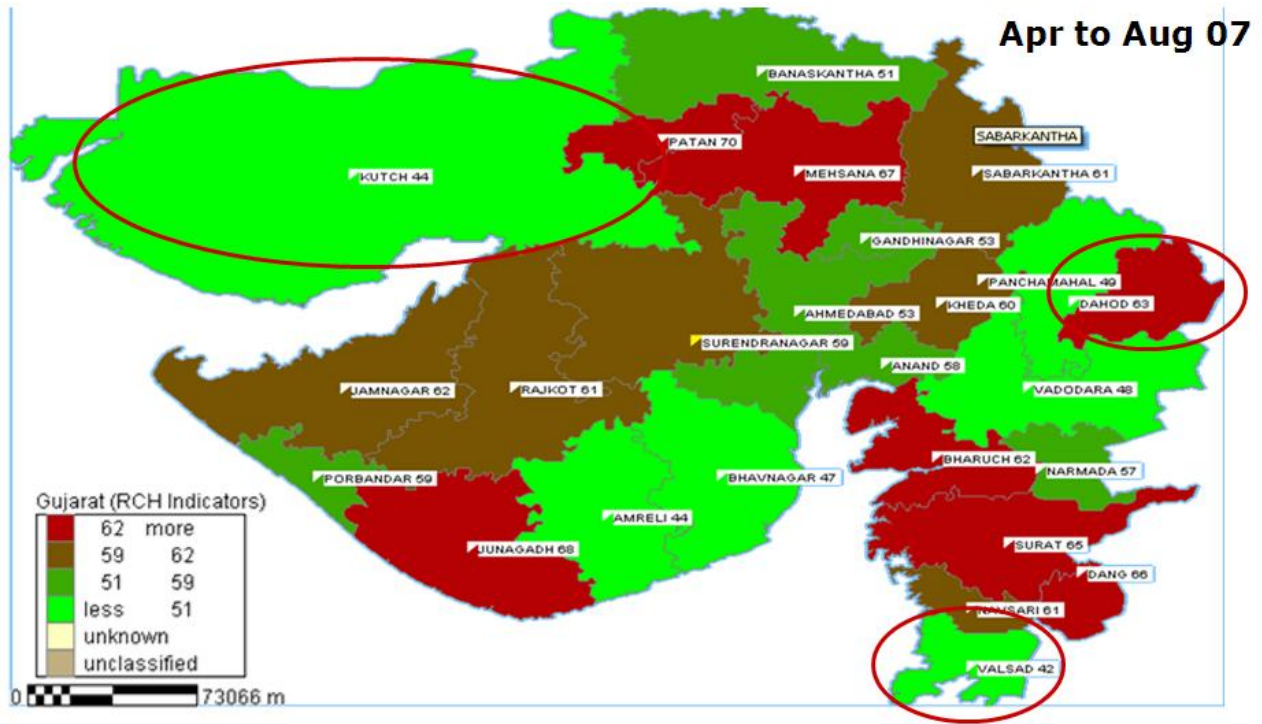 Apr to Aug 07
BANASKANTHA 51
SABARKANTHA
PATAN 70
KUTCH 44
MEHSANA 67
SABARKANTHA 61
GANDHINAGAR 53
PANCHAMAHAL 49
DAHOD 63
KHEDA 60
AHMEDABAD 53
SURENDRANAGAR 59
ANAND 58
JAMNAGAR 62
RAJKOT 61
VADODARA 48
BHARUCH 62
NARMADA 57
PORBANDAR 59
BHAVNAGAR 47
AMRELI 44
JUNAGADH 68
SURAT 65
DANG 66
NAVSARI 61
VALSAD 42
Gujarat (RCH Indicators)
62 more
59 62
51 59
less 51
unknown
unclassified
0 73066 m